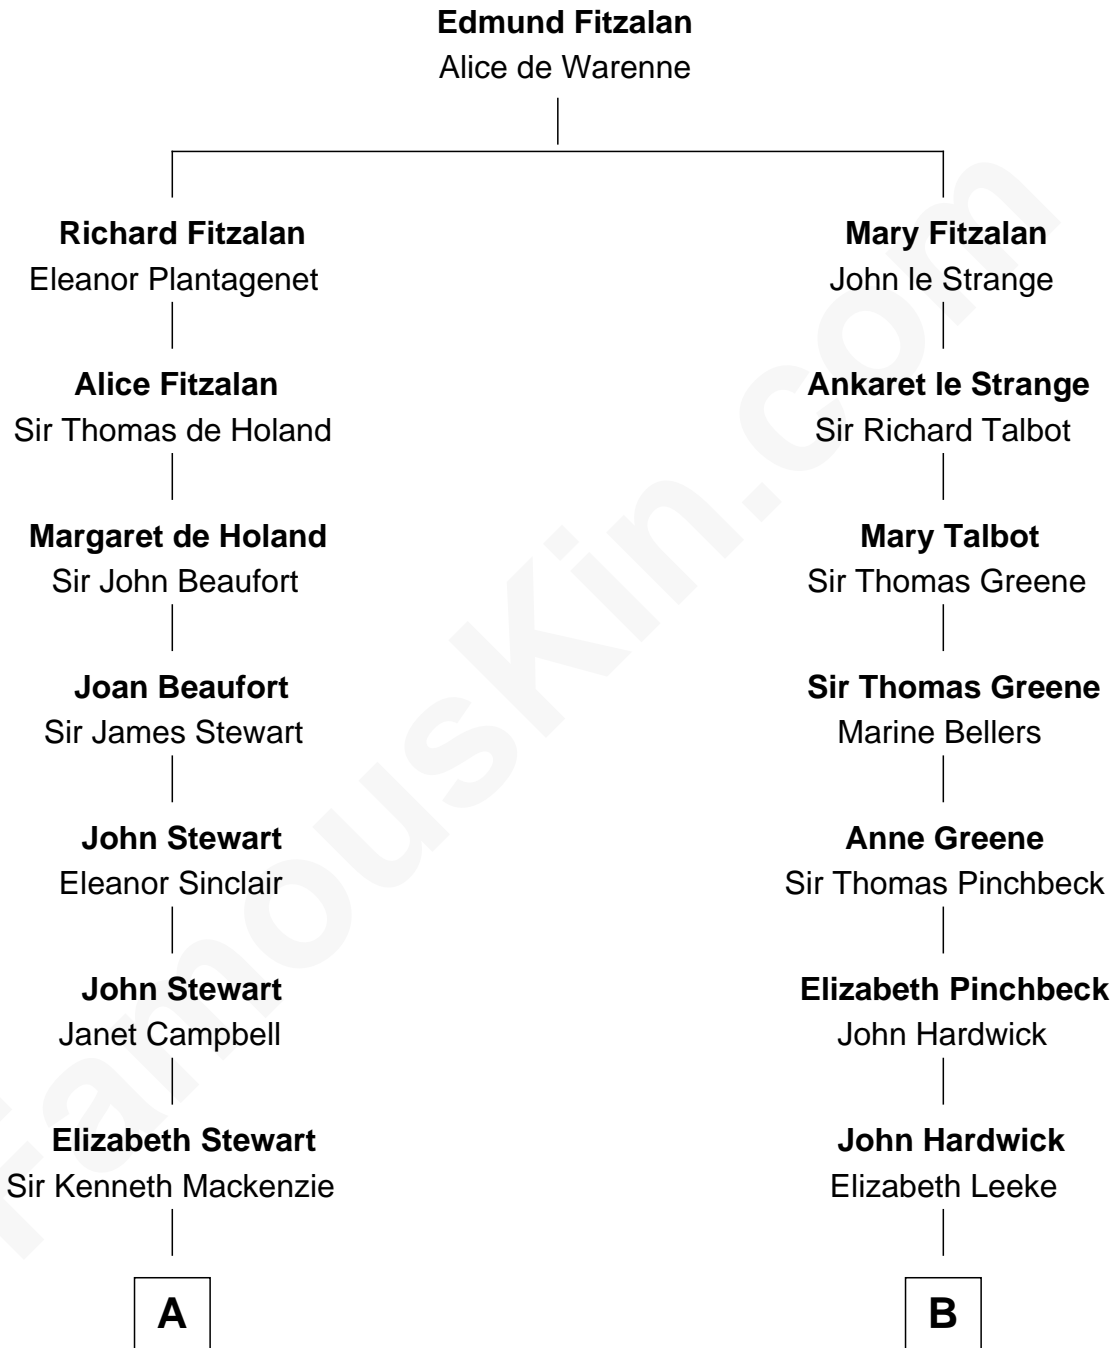 Edmund Fitzalan
Alice de Warenne
Richard Fitzalan
Eleanor Plantagenet
Mary Fitzalan
John le Strange
Alice Fitzalan
Sir Thomas de Holand
Ankaret le Strange
Sir Richard Talbot
Margaret de Holand
Sir John Beaufort
Mary Talbot
Sir Thomas Greene
Joan Beaufort
Sir James Stewart
Sir Thomas Greene
Marine Bellers
John Stewart
Eleanor Sinclair
Anne Greene
Sir Thomas Pinchbeck
John Stewart
Janet Campbell
Elizabeth Pinchbeck
John Hardwick
Elizabeth Stewart
Sir Kenneth Mackenzie
John Hardwick
Elizabeth Leeke
A
B
FamousKin.com